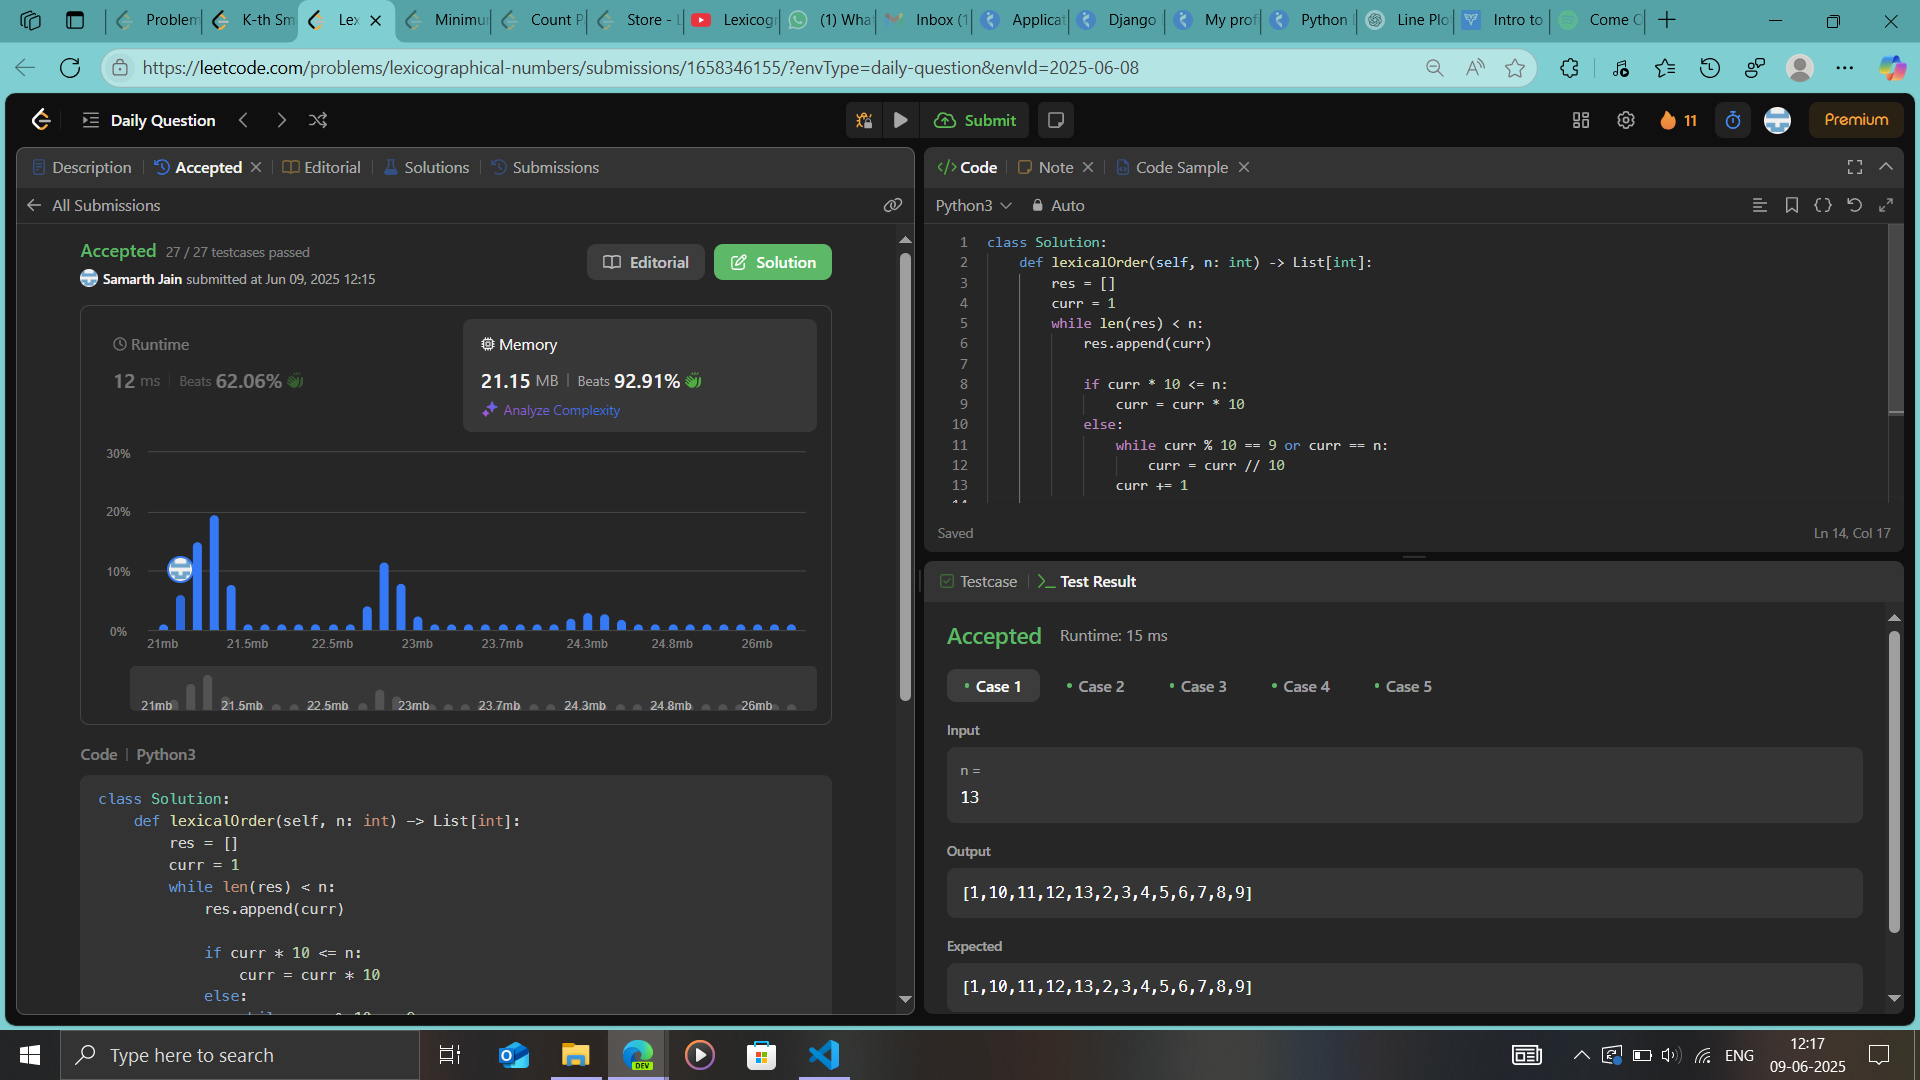 Problem
K-th Sm
Lex
Minimu
Count P
Store - L
Lexicogr
(1) Wha
Inbox (1
Applicat
Django
My prof
Python
Line Plo
Intro to
Come C
https://leetcode.com/problems/lexicographical-numbers/submissions/1658346155/?envType=daily-question&envId=2025-06-08
Daily Question
Submit
11
Premium
Description
Accepted
Editorial
Solutions
Submissions
All Submissions
Accepted 27 / 27 testcases passed
Samarth Jain submitted at Jun 09, 2025 12:15
Editorial
Solution
Runtime
12 ms | Beats 62.06%
Memory
21.15 MB | Beats 92.91%
Analyze Complexity
30%
20%
10%
0%
21mb 21.5mb 22.5mb 23mb 23.7mb 24.3mb 24.8mb 26mb
21mb 21.5mb 22.5mb 23mb 23.7mb 24.3mb 24.8mb 26mb
Code | Python3
class Solution:
def lexicalOrder(self, n: int) -> List[int]:
res = []
curr = 1
while len(res) < n:
res.append(curr)
if curr * 10 <= n:
curr = curr * 10
else:
Code
Note
Code Sample
Python3
Auto
1 class Solution:
2 def lexicalOrder(self, n: int) -> List[int]:
3 res = []
4 curr = 1
5 while len(res) < n:
6 res.append(curr)
7
8 if curr * 10 <= n:
9 curr = curr * 10
10 else:
11 while curr % 10 == 9 or curr == n:
12 curr = curr // 10
13 curr += 1
14
Saved
Ln 14, Col 17
Testcase
Test Result
Accepted Runtime: 15 ms
Case 1
Case 2
Case 3
Case 4
Case 5
Input
n =
13
Output
[1,10,11,12,13,2,3,4,5,6,7,8,9]
Expected
[1,10,11,12,13,2,3,4,5,6,7,8,9]
Type here to search
DEV
ENG
12:17
09-06-2025